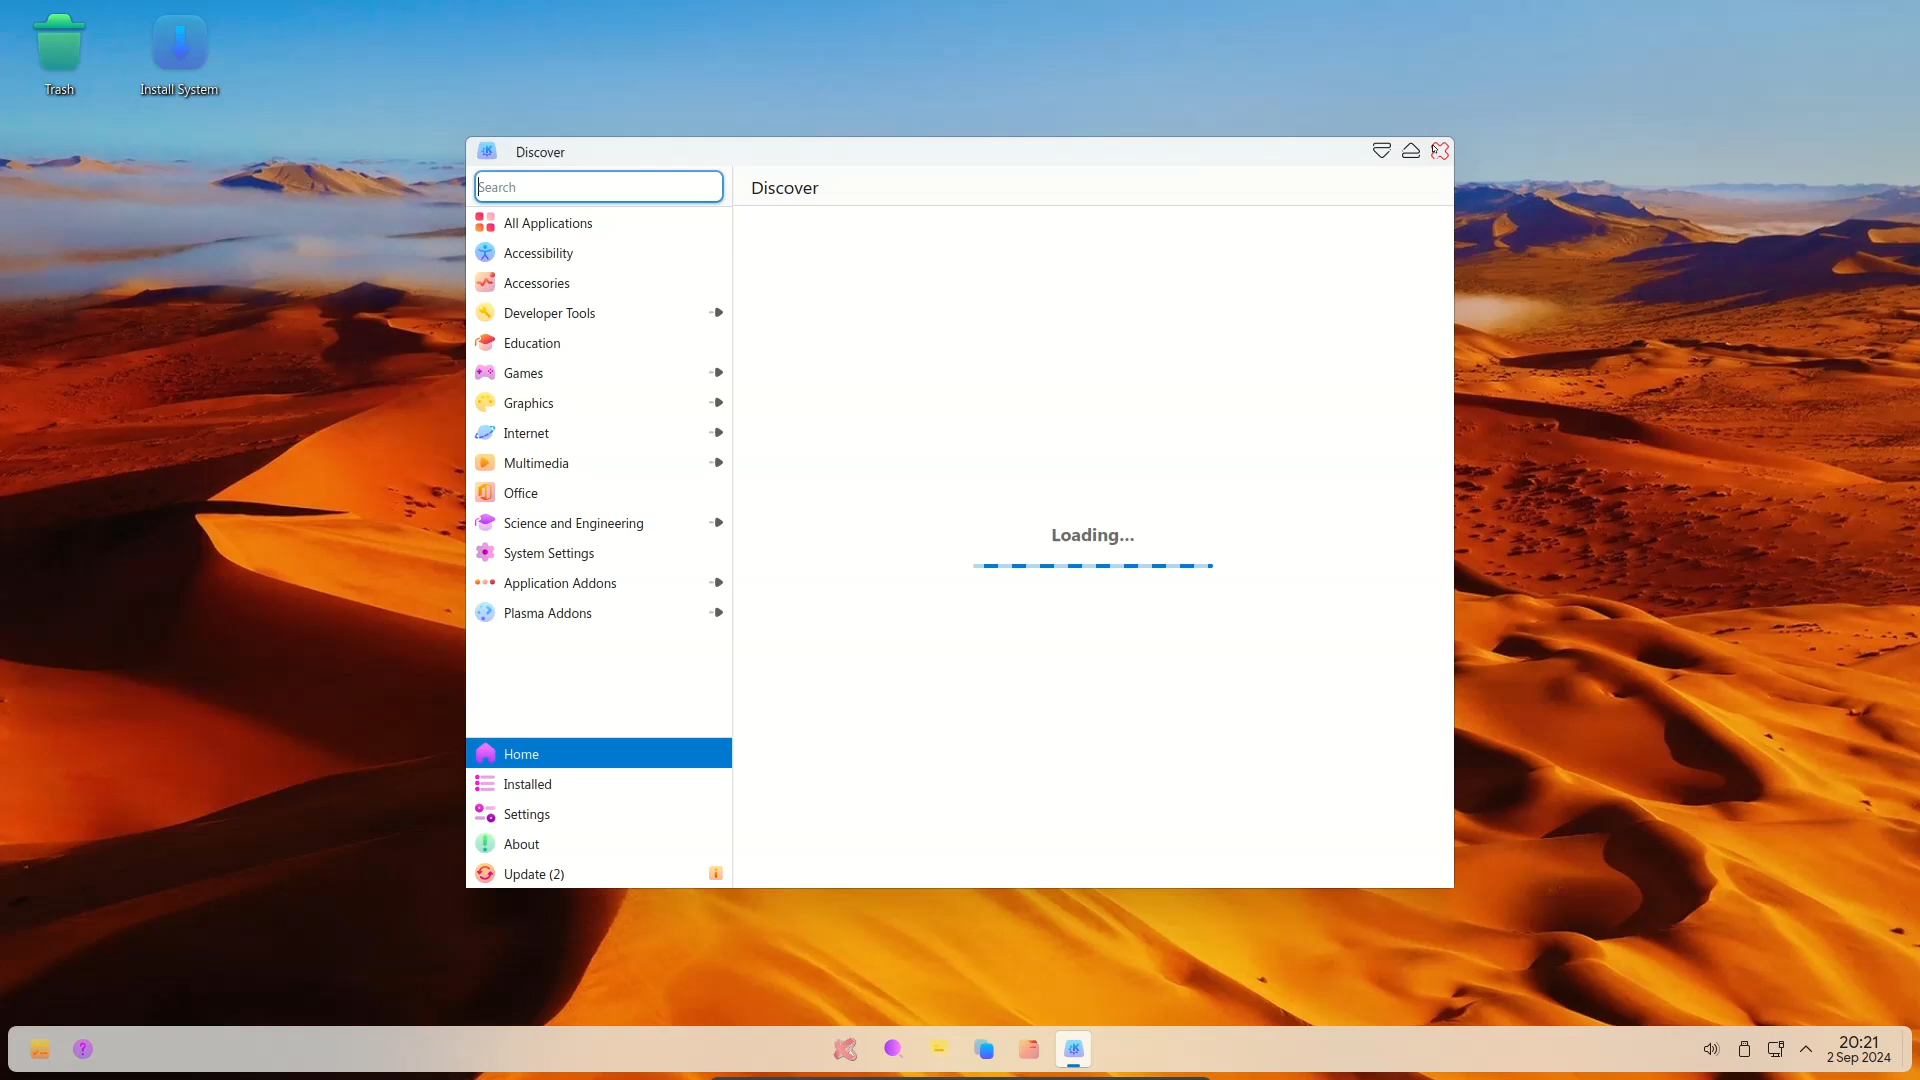 Trash
Install System
Discover
Search
Discover
All Applications
Accessibility
Accessories
Developer Tools
Education
Games
Graphics
Internet
Multimedia
Office
Science and Engineering
System Settings
Application Addons
Plasma Addons
Loading...
Home
Installed
Settings
About
Update (2)
20:21
2 Sep 2024